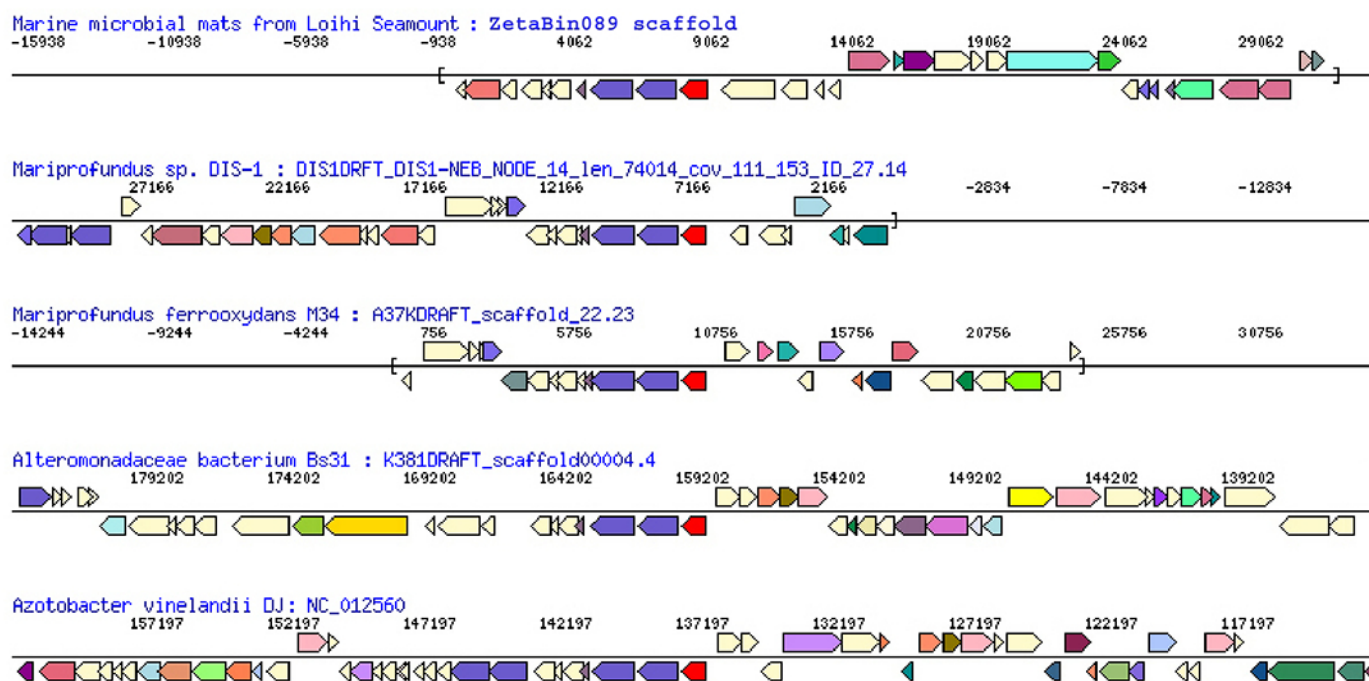 Marine microbial mats from Loihi Seamount : ZetaBin089 scaffold
-15938 -10938 -5938 -938 4062 9062 14062 19062 24062 29062
Mariprofundus sp. DIS-1 : DIS1DRFT_DIS1-NEB_NODE_14_len_74014_cov_111_153_ID_27.14
27166 22166 17166 12166 7166 2166 -2834 -7834 -12834
Mariprofundus ferrooxydans M34 : A37KDRAFT_scaffold_22.23
-14244 -9244 -4244 756 5756 10756 15756 20756 25756 30756
Alteromonadaceae bacterium Bs31 : K381DRAFT_scaffold00004.4
179202 174202 169202 164202 159202 154202 149202 144202 139202
Azotobacter vinelandii DJ: NC_012560
157197 152197 147197 142197 137197 132197 127197 122197 117197